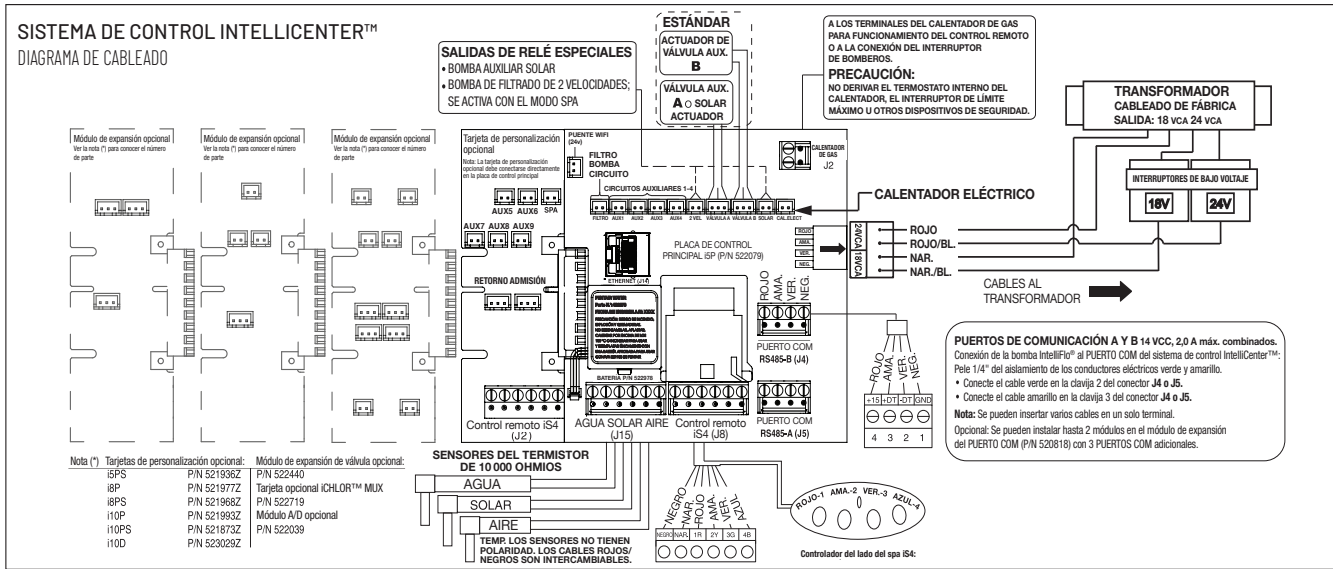 SISTEMA DE CONTROL INTELLICENTER™
DIAGRAMA DE CABLEADO
SALIDAS DE RELÉ ESPECIALES
• BOMBA AUXILIAR SOLAR
• BOMBA DE FILTRADO DE 2 VELOCIDADES;
SE ACTIVA CON EL MODO SPA
ESTÁNDAR
ACTUADOR DE
VÁLVULA AUX.
B
VÁLVULA AUX.
A O SOLAR
ACTUADOR
A LOS TERMINALES DEL CALENTADOR DE GAS
PARA FUNCIONAMIENTO DEL CONTROL REMOTO
O A LA CONEXIÓN DEL INTERRUPTOR
DE BOMBEROS.
PRECAUCIÓN:
NO DERIVAR EL TERMOSTATO INTERNO DEL
CALENTADOR, EL INTERRUPTOR DE LÍMITE
MÁXIMO U OTROS DISPOSITIVOS DE SEGURIDAD.
TRANSFORMADOR
CABLEADO DE FÁBRICA
SALIDA: 18 VCA 24 VCA
INTERRUPTORES DE BAJO VOLTAJE
18V
24V
Módulo de expansión opcional
Ver la nota (*) para conocer el número
de parte
Módulo de expansión opcional
Ver la nota (*) para conocer el número
de parte
Módulo de expansión opcional
Ver la nota (*) para conocer el número
de parte
Tarjeta de personalización
opcional
Nota: La tarjeta de personalización
opcional debe conectarse directamente
en la placa de control principal
AUX5 AUX6 SPA
AUX7 AUX8 AUX9
RETORNO ADMISIÓN
PUENTE WIFI
(24v)
FILTRO
BOMBA
CIRCUITO
CIRCUITOS AUXILIARES 1-4
FILTRO AUX1 AUX2 AUX3 AUX4 2 VEL. VÁLVULA A VÁLVULA B SOLAR CAL.ELECT
CALENTADOR
DE GAS
J2
CALENTADOR ELÉCTRICO
PLACA DE CONTROL
PRINCIPAL i5P (P/N 522079)
ETHERNET (J14)
ROJO
AMA.
VER.
NEG.
24VCA
18VCA
ROJO
ROJO/BL.
NAR.
NAR./BL.
CABLES AL
TRANSFORMADOR
BATERIA P/N 522978
ROJO
AMA.
VER.
NEG.
PUERTO COM
RS485-B (J4)
PUERTO COM
RS485-A (J5)
ROJO
AMA.
VER.
NEG.
+15 +DT -DT GND
4 3 2 1
PUERTOS DE COMUNICACIÓN A Y B 14 VCC, 2,0 A máx. combinados.
Conexión de la bomba IntelliFlo® al PUERTO COM del sistema de control IntelliCenter™:
Pele 1/4" del aislamiento de los conductores eléctricos verde y amarillo.
• Conecte el cable verde en la clavija 2 del conector J4 o J5.
• Conecte el cable amarillo en la clavija 3 del conector J4 o J5.
Nota: Se pueden insertar varios cables en un solo terminal.
Opcional: Se pueden instalar hasta 2 módulos en el módulo de expansión
del PUERTO COM (P/N 520818) con 3 PUERTOS COM adicionales.
Control remoto iS4
(J2)
AGUA SOLAR AIRE
(J15)
Control remoto
iS4 (J8)
SENSORES DEL TERMISTOR
DE 10 000 OHMIOS
AGUA
SOLAR
AIRE
TEMP. LOS SENSORES NO TIENEN
POLARIDAD. LOS CABLES ROJOS/
NEGROS SON INTERCAMBIABLES.
NEGRO
NAR.
ROJO
AMA.
VER.
AZUL
NEGRO NAR. 1R 2Y 3G 4B
ROJO-1 AMA.-2 VER.-3 AZUL-4
Controlador del lado del spa iS4:
Nota (*) Tarjetas de personalización opcional: Módulo de expansión de válvula opcional:
i5PS P/N 521936Z P/N 522440
i8P P/N 521977Z Tarjeta opcional iCHLOR™ MUX
i8PS P/N 521968Z P/N 522719
i10P P/N 521993Z Módulo A/D opcional
i10PS P/N 521873Z P/N 522039
i10D P/N 523029Z